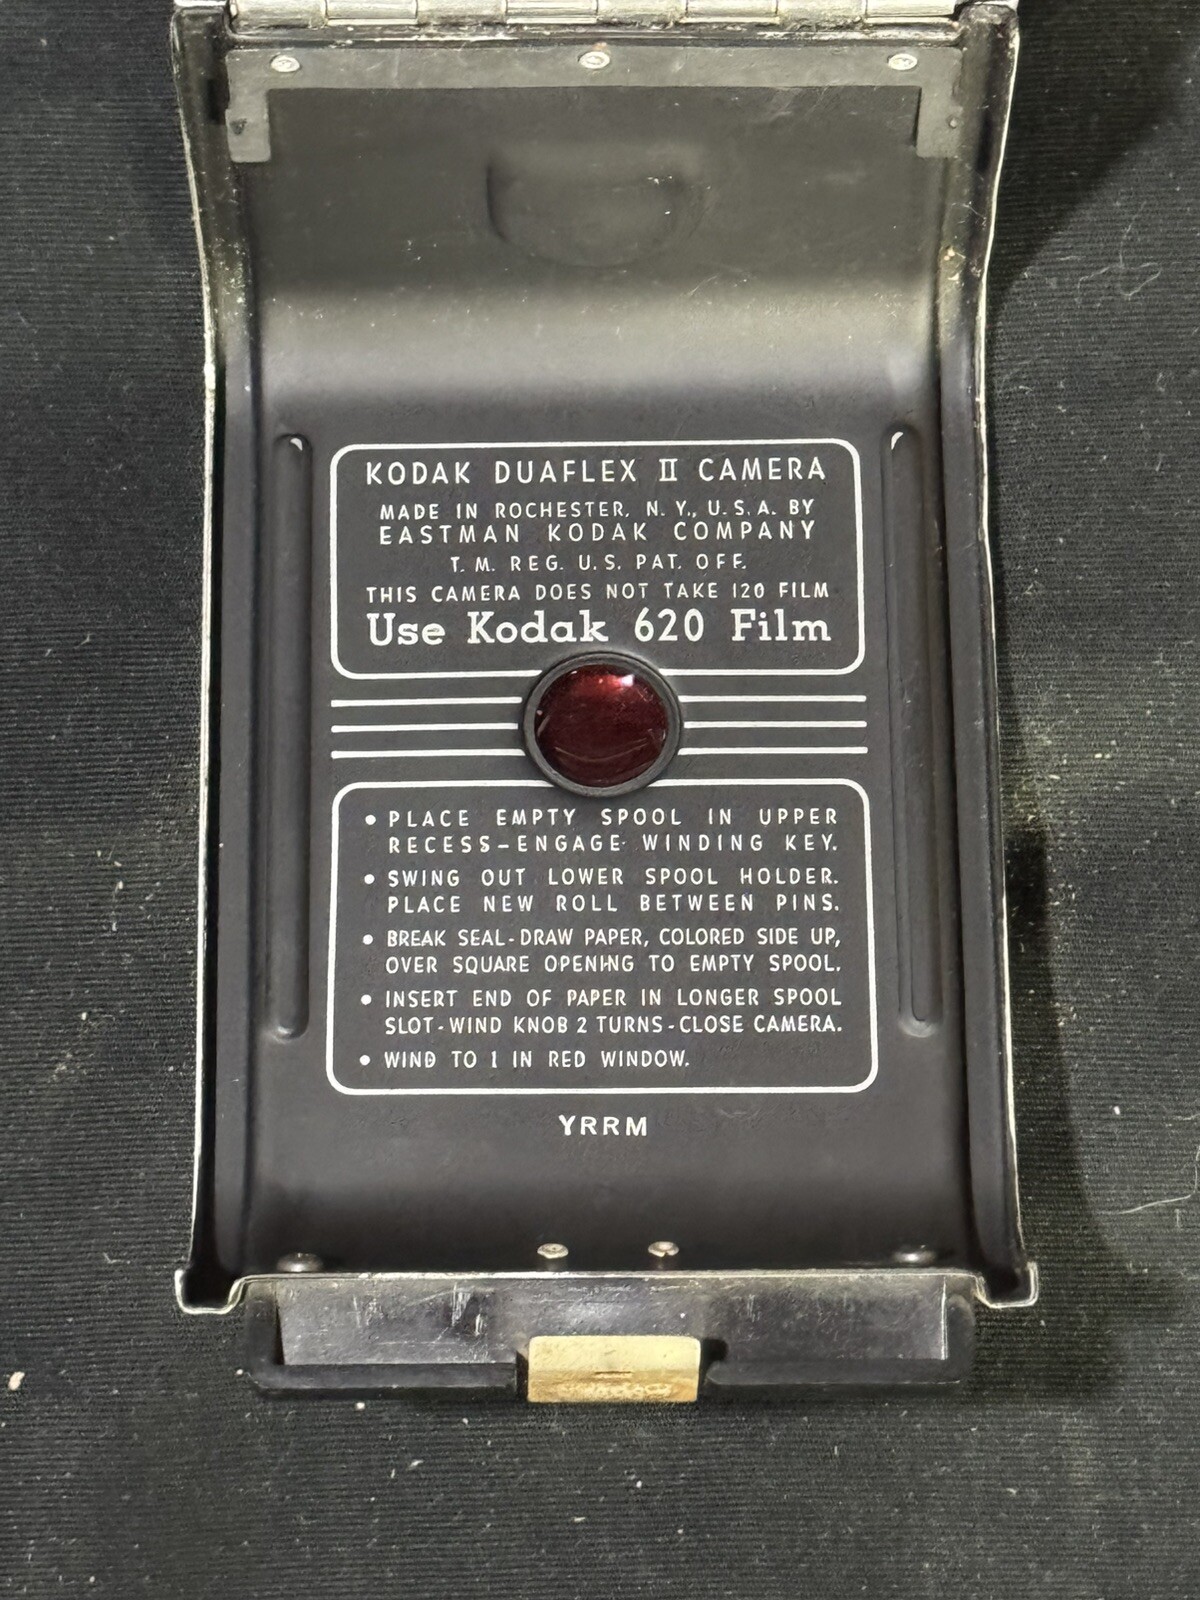 KODAK DUAFLEX II CAMERA
MADE IN ROCHESTER, N. Y., U. S. A. BY
EASTMAN KODAK COMPANY
T. M. REG. U. S. PAT. OFF.
THIS CAMERA DOES NOT TAKE 120 FILM
Use Kodak 620 Film
• PLACE EMPTY SPOOL IN UPPER
RECESS-ENGAGE WINDING KEY.
• SWING OUT LOWER SPOOL HOLDER.
PLACE NEW ROLL BETWEEN PINS.
• BREAK SEAL-DRAW PAPER, COLORED SIDE UP,
OVER SQUARE OPENING TO EMPTY SPOOL.
• INSERT END OF PAPER IN LONGER SPOOL
SLOT-WIND KNOB 2 TURNS-CLOSE CAMERA.
• WIND TO 1 IN RED WINDOW.
YRRM